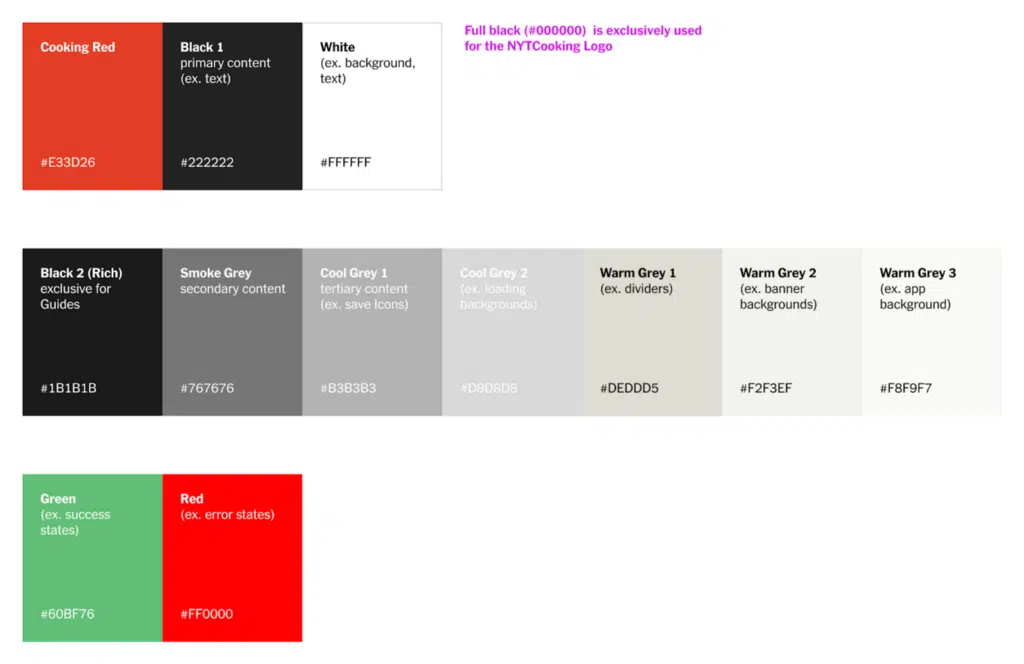 Cooking Red
#E33D26
Black 1
primary content
(ex. text)
#222222
White
(ex. background,
text)
#FFFFFF
Full black (#000000)  is exclusively used
for the NYTCooking Logo
Black 2 (Rich)
exclusive for
Guides
#1B1B1B
Smoke Grey
secondary content
#767676
Cool Grey 1
tertiary content
(ex. save Icons)
#B3B3B3
Cool Grey 2
(ex. loading
backgrounds)
#D8D8D8
Warm Grey 1
(ex. dividers)
#DEDDD5
Warm Grey 2
(ex. banner
backgrounds)
#F2F3EF
Warm Grey 3
(ex. app
background)
#F8F9F7
Green
(ex. success
states)
#60BF76
Red
(ex. error states)
#FF0000